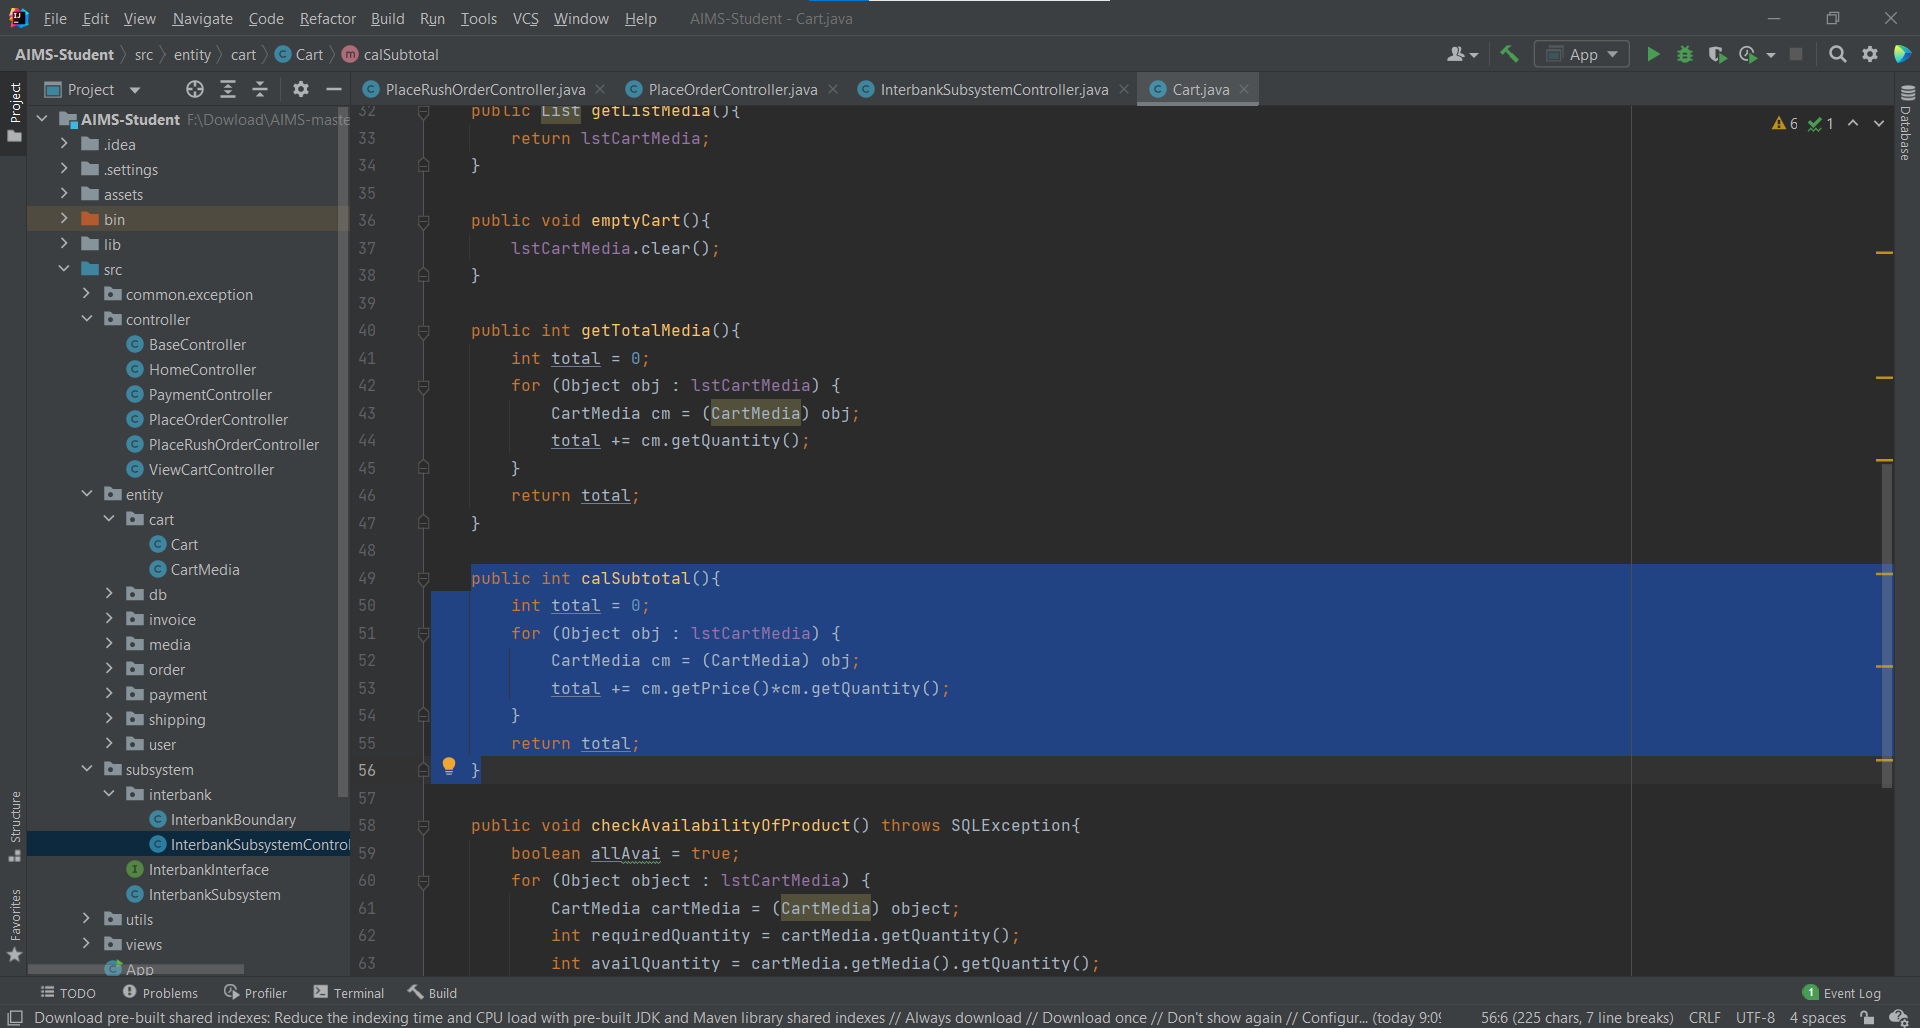 File Edit View Navigate Code Refactor Build Run Tools VCS Window Help AIMS-Student - Cart.java
AIMS-Student src entity cart Cart calSubtotal App
Project PlaceRushOrderController.java PlaceOrderController.java InterbankSubsystemController.java Cart.java
Project
Structure
Favorites
Database
AIMS-Student F:\Dowload\AIMS-maste
.idea
.settings
assets
bin
lib
src
common.exception
controller
BaseController
HomeController
PaymentController
PlaceOrderController
PlaceRushOrderController
ViewCartController
entity
cart
Cart
CartMedia
db
invoice
media
order
payment
shipping
user
subsystem
interbank
InterbankBoundary
InterbankSubsystemControl
InterbankInterface
InterbankSubsystem
utils
views
App
6 1
32 public List getListMedia(){
33 return lstCartMedia;
34 }
35
36 public void emptyCart(){
37 lstCartMedia.clear();
38 }
39
40 public int getTotalMedia(){
41 int total = 0;
42 for (Object obj : lstCartMedia) {
43 CartMedia cm = (CartMedia) obj;
44 total += cm.getQuantity();
45 }
46 return total;
47 }
48
49 public int calSubtotal(){
50 int total = 0;
51 for (Object obj : lstCartMedia) {
52 CartMedia cm = (CartMedia) obj;
53 total += cm.getPrice()*cm.getQuantity();
54 }
55 return total;
56 }
57
58 public void checkAvailabilityOfProduct() throws SQLException{
59 boolean allAvai = true;
60 for (Object object : lstCartMedia) {
61 CartMedia cartMedia = (CartMedia) object;
62 int requiredQuantity = cartMedia.getQuantity();
63 int availQuantity = cartMedia.getMedia().getQuantity();
TODO Problems Profiler Terminal Build 1 Event Log
Download pre-built shared indexes: Reduce the indexing time and CPU load with pre-built JDK and Maven library shared indexes // Always download // Download once // Don't show again // Configur... (today 9:09 56:6 (225 chars, 7 line breaks) CRLF UTF-8 4 spaces